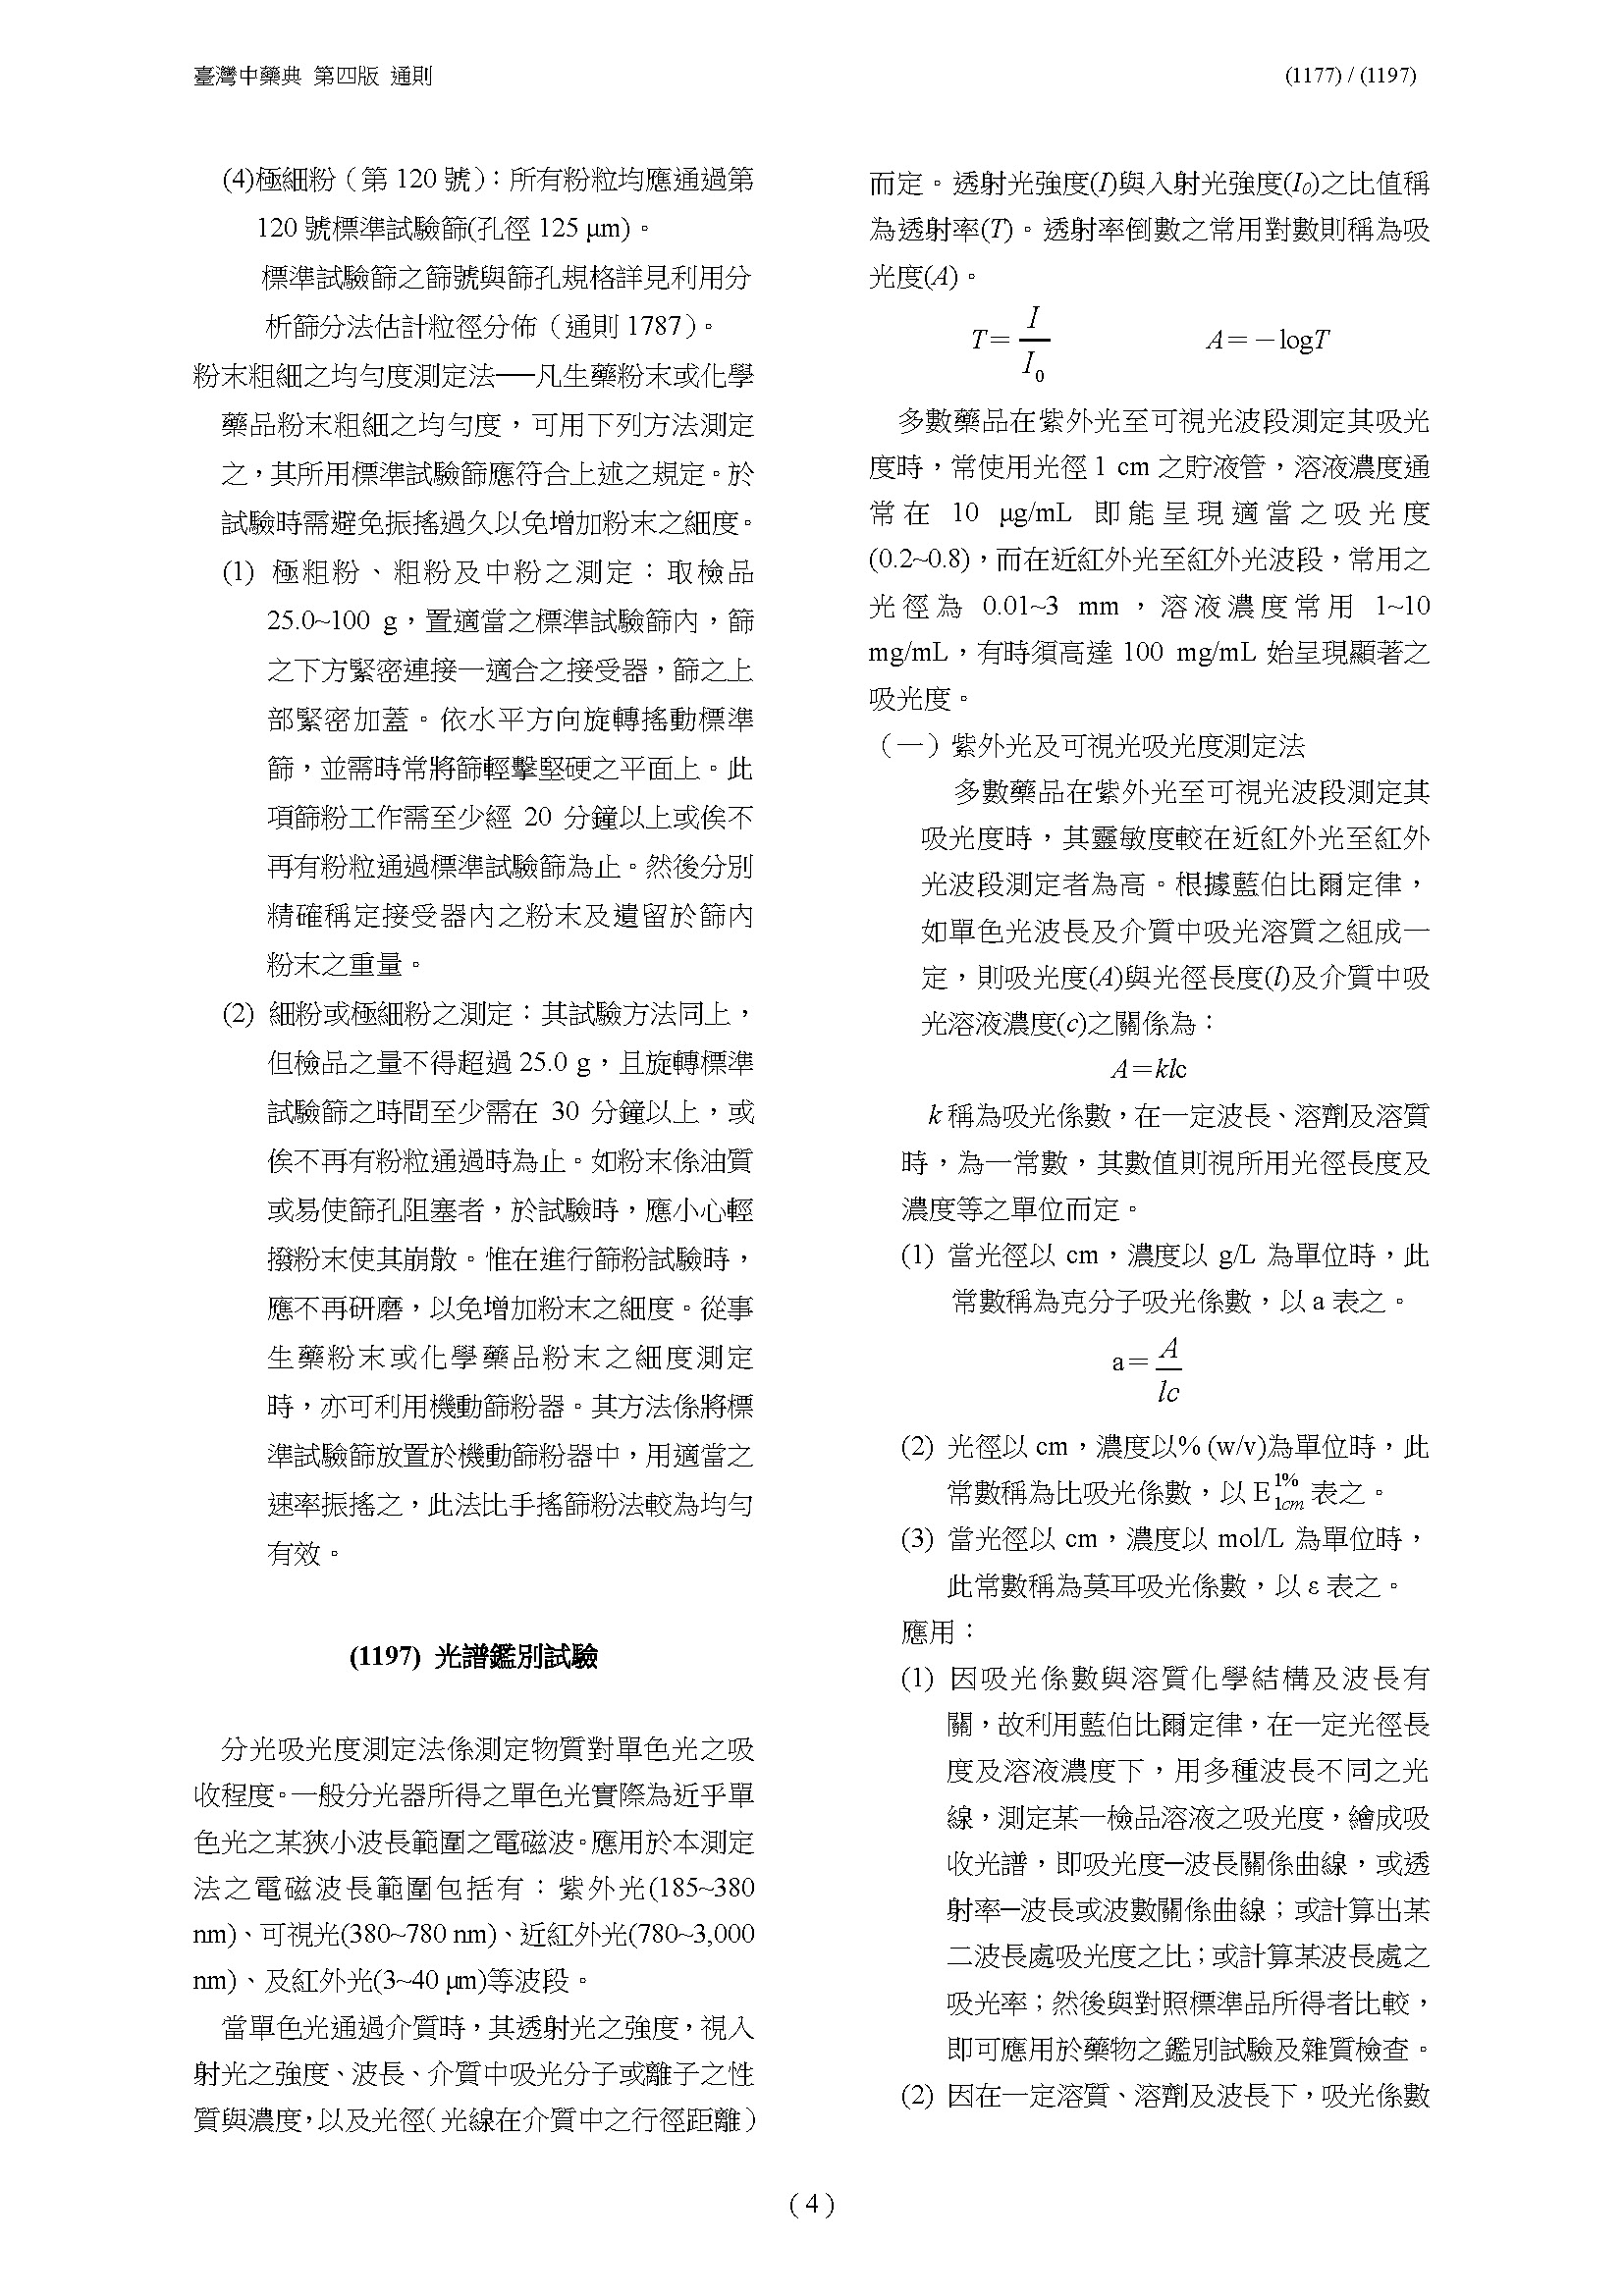 臺灣中藥典 第四版 通則
(1177) / (1197)
(4)極細粉（第 120 號）：所有粉粒均應通過第
120 號標準試驗篩(孔徑 125 μm)。
標準試驗篩之篩號與篩孔規格詳見利用分
析篩分法估計粒徑分佈（通則 1787）。
粉末粗細之均勻度測定法──凡生藥粉末或化學
藥品粉末粗細之均勻度，可用下列方法測定
之，其所用標準試驗篩應符合上述之規定。於
試驗時需避免振搖過久以免增加粉末之細度。
(1) 極粗粉、粗粉及中粉之測定：取檢品
25.0~100 g，置適當之標準試驗篩內，篩
之下方緊密連接一適合之接受器，篩之上
部緊密加蓋。依水平方向旋轉搖動標準
篩，並需時常將篩輕擊堅硬之平面上。此
項篩粉工作需至少經 20 分鐘以上或俟不
再有粉粒通過標準試驗篩為止。然後分別
精確稱定接受器內之粉末及遺留於篩內
粉末之重量。
(2) 細粉或極細粉之測定：其試驗方法同上，
但檢品之量不得超過 25.0 g，且旋轉標準
試驗篩之時間至少需在 30 分鐘以上，或
俟不再有粉粒通過時為止。如粉末係油質
或易使篩孔阻塞者，於試驗時，應小心輕
撥粉末使其崩散。惟在進行篩粉試驗時，
應不再研磨，以免增加粉末之細度。從事
生藥粉末或化學藥品粉末之細度測定
時，亦可利用機動篩粉器。其方法係將標
準試驗篩放置於機動篩粉器中，用適當之
速率振搖之，此法比手搖篩粉法較為均勻
有效。
(1197) 光譜鑑別試驗
分光吸光度測定法係測定物質對單色光之吸
收程度。一般分光器所得之單色光實際為近乎單
色光之某狹小波長範圍之電磁波。應用於本測定
法之電磁波長範圍包括有：紫外光(185~380
nm)、可視光(380~780 nm)、近紅外光(780~3,000
nm)、及紅外光(3~40 μm)等波段。
當單色光通過介質時，其透射光之強度，視入
射光之強度、波長、介質中吸光分子或離子之性
質與濃度，以及光徑（光線在介質中之行徑距離）
而定。透射光強度(I)與入射光強度(I₀)之比值稱
為透射率(T)。透射率倒數之常用對數則稱為吸
光度(A)。
T＝I/I₀ A＝－logT
多數藥品在紫外光至可視光波段測定其吸光
度時，常使用光徑 1 cm 之貯液管，溶液濃度通
常在 10 μg/mL 即能呈現適當之吸光度
(0.2~0.8)，而在近紅外光至紅外光波段，常用之
光徑為 0.01~3 mm，溶液濃度常用 1~10
mg/mL，有時須高達 100 mg/mL 始呈現顯著之
吸光度。
（一）紫外光及可視光吸光度測定法
多數藥品在紫外光至可視光波段測定其
吸光度時，其靈敏度較在近紅外光至紅外
光波段測定者為高。根據藍伯比爾定律，
如單色光波長及介質中吸光溶質之組成一
定，則吸光度(A)與光徑長度(l)及介質中吸
光溶液濃度(c)之關係為：
A＝klc
k 稱為吸光係數，在一定波長、溶劑及溶質
時，為一常數，其數值則視所用光徑長度及
濃度等之單位而定。
(1) 當光徑以 cm，濃度以 g/L 為單位時，此
常數稱為克分子吸光係數，以 a 表之。
a＝A/lc
(2) 光徑以 cm，濃度以% (w/v)為單位時，此
常數稱為比吸光係數，以 E 1% 1cm 表之。
(3) 當光徑以 cm，濃度以 mol/L 為單位時，
此常數稱為莫耳吸光係數，以 ε 表之。
應用：
(1) 因吸光係數與溶質化學結構及波長有
關，故利用藍伯比爾定律，在一定光徑長
度及溶液濃度下，用多種波長不同之光
線，測定某一檢品溶液之吸光度，繪成吸
收光譜，即吸光度─波長關係曲線，或透
射率─波長或波數關係曲線；或計算出某
二波長處吸光度之比；或計算某波長處之
吸光率；然後與對照標準品所得者比較，
即可應用於藥物之鑑別試驗及雜質檢查。
(2) 因在一定溶質、溶劑及波長下，吸光係數
( 4 )